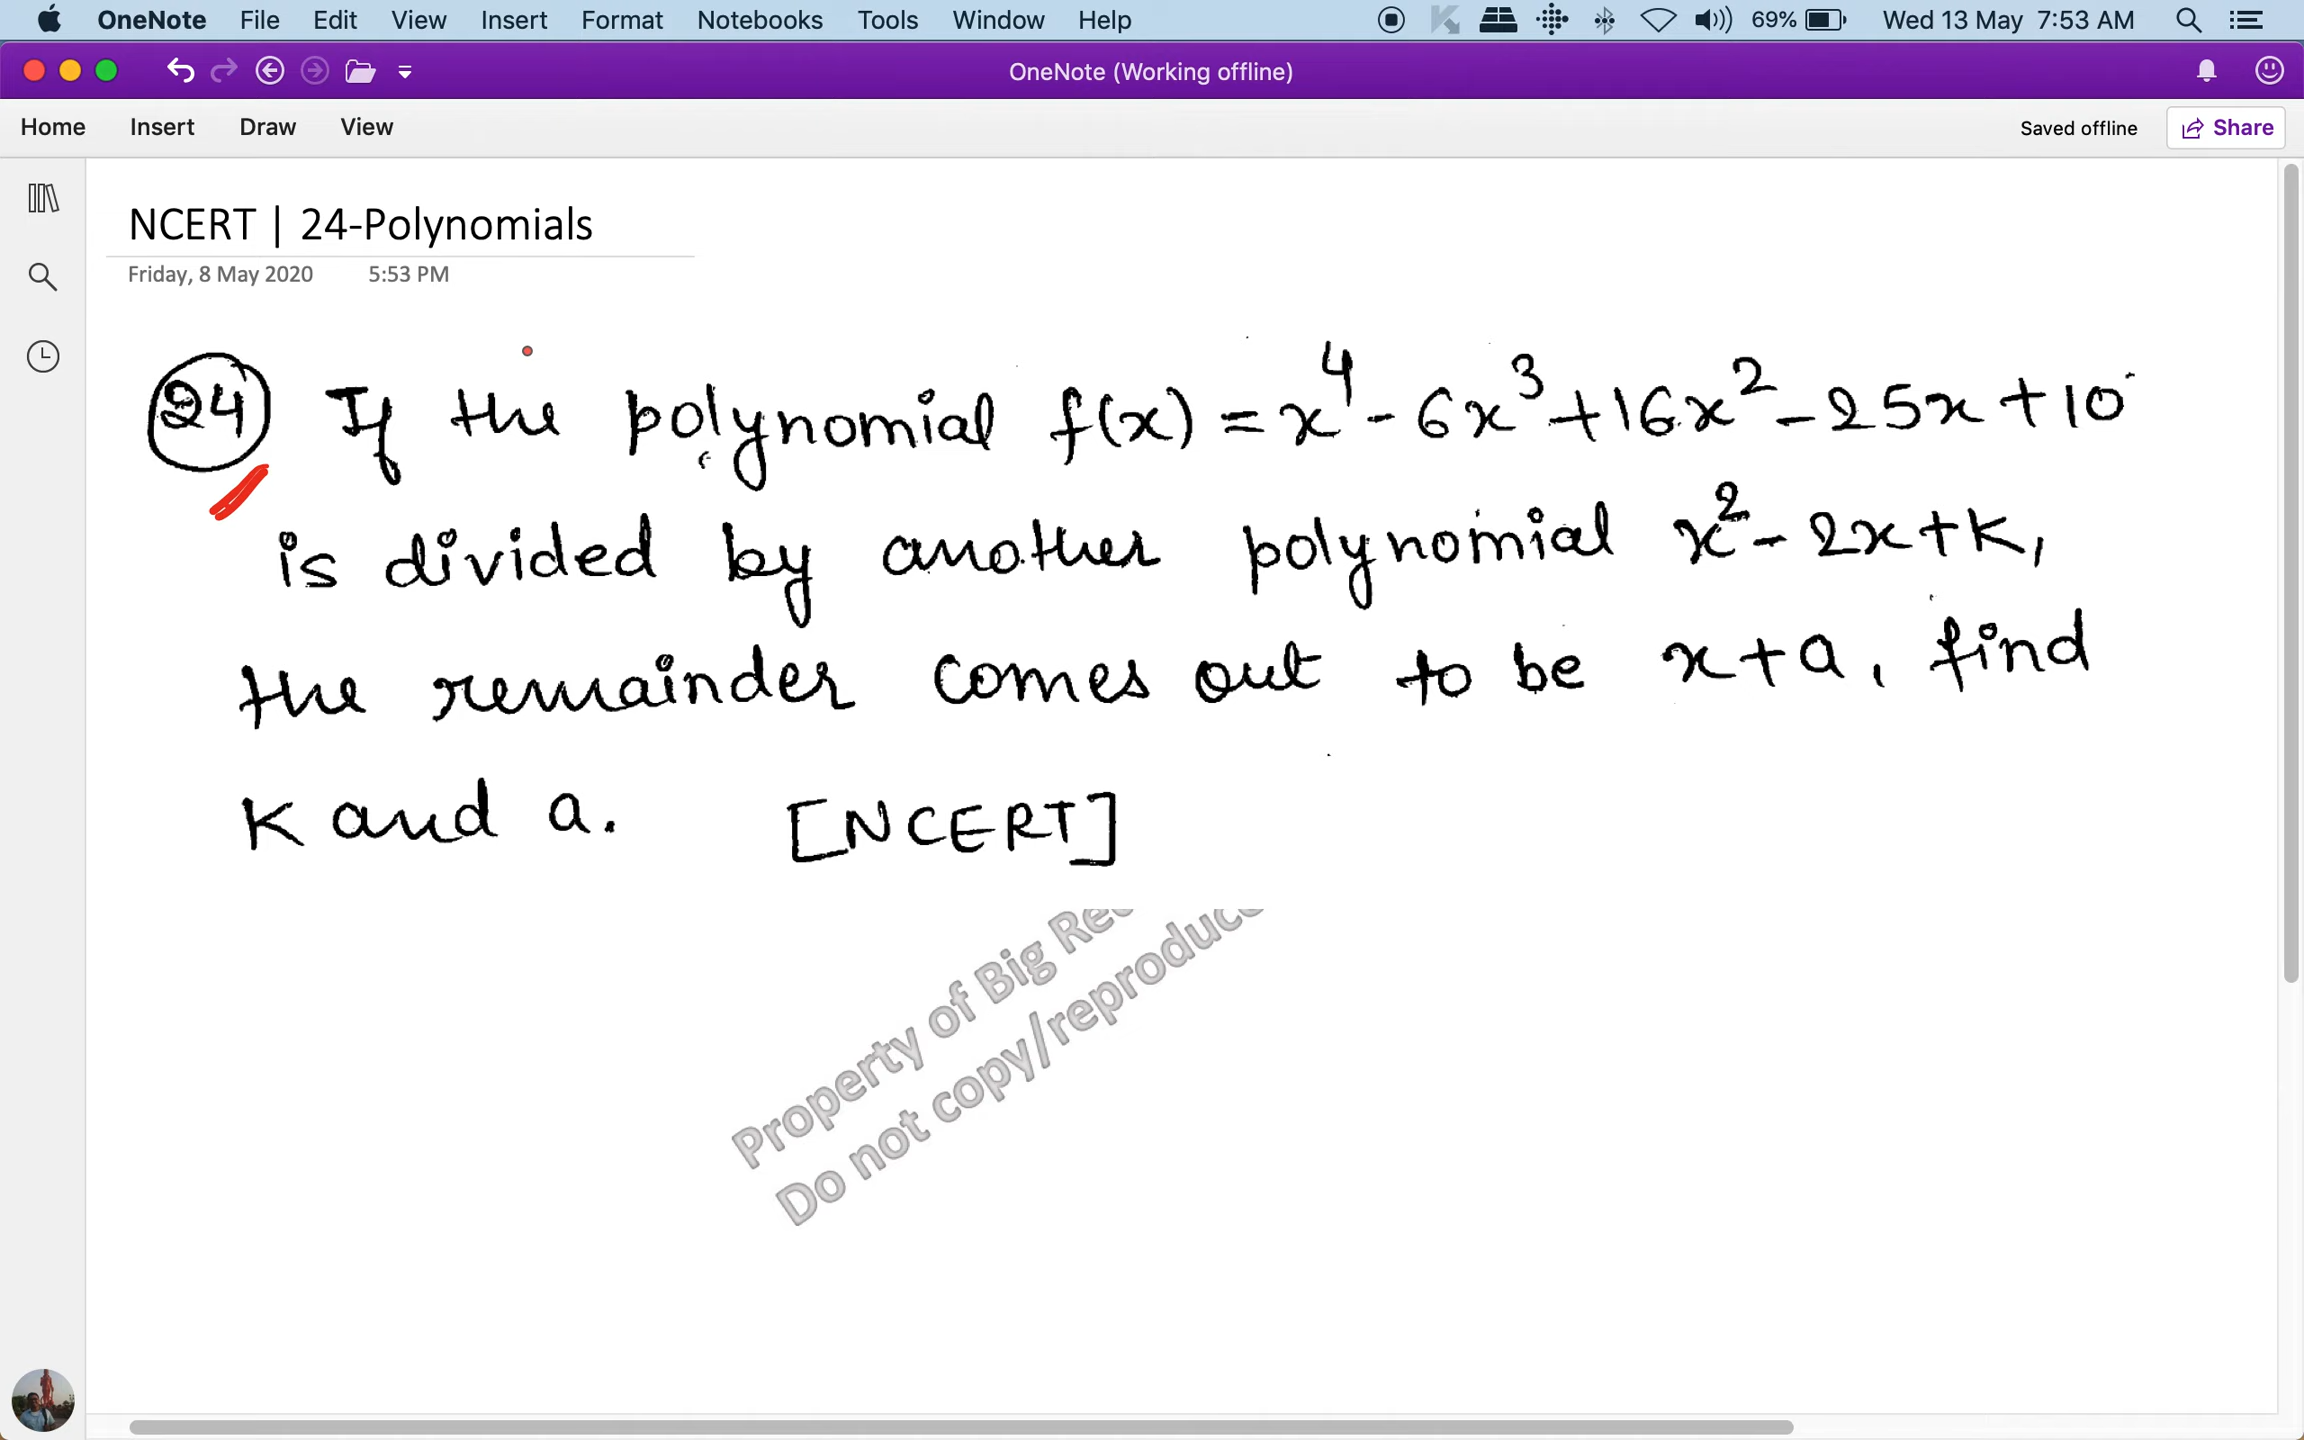 OneNote File Edit View Insert Format Notebooks Tools Window Help 69% Wed 13 May 7:53 AM
OneNote (Working offline)
Home Insert Draw View Saved offline Share
NCERT | 24-Polynomials
Friday, 8 May 2020 5:53 PM
24 If the polynomial f(x) = x⁴ - 6x³ + 16x² - 25x + 10
is divided by another polynomial x² - 2x + k,
the remainder comes out to be x + a, find
k and a. [NCERT]
Property of Big
Do not copy/reproduce